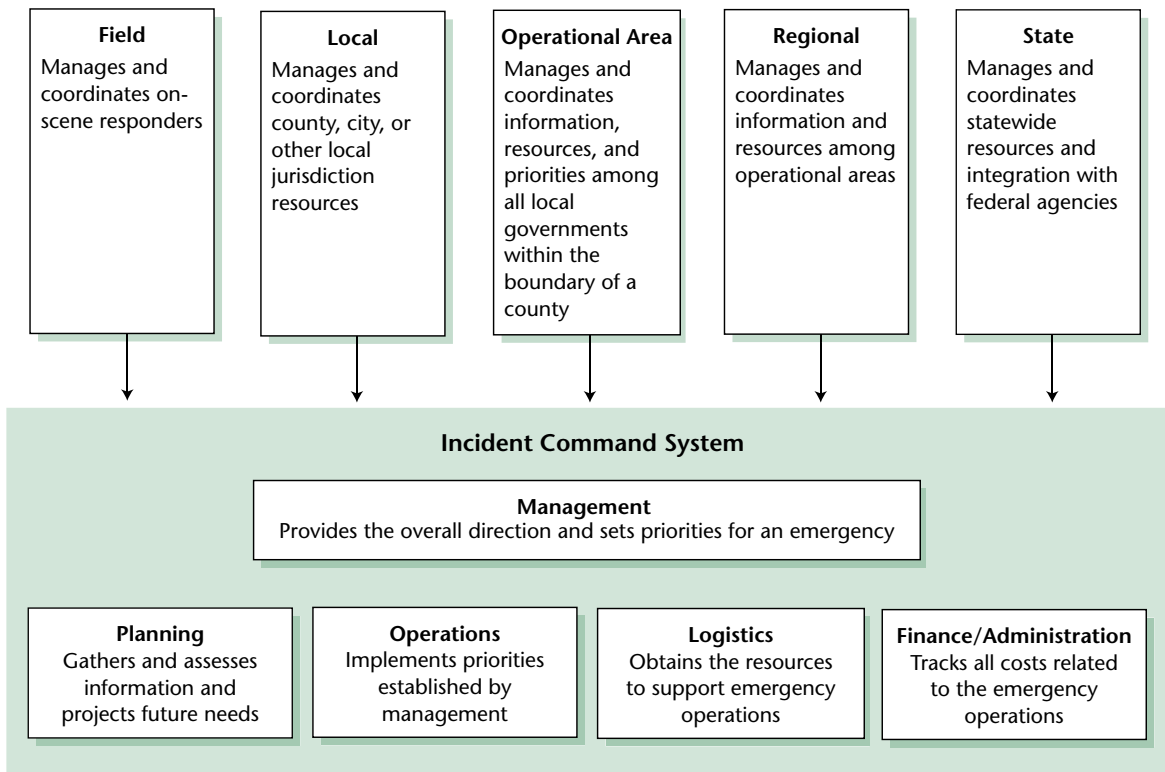 Field
Manages and
coordinates on-
scene responders
Local
Manages and
coordinates
county, city, or
other local
jurisdiction
resources
Operational Area
Manages and
coordinates
information,
resources, and
priorities among
all local
governments
within the
boundary of a
county
Regional
Manages and
coordinates
information and
resources among
operational areas
State
Manages and
coordinates
statewide
resources and
integration with
federal agencies
Incident Command System
Management
Provides the overall direction and sets priorities for an emergency
Planning
Gathers and assesses
information and
projects future needs
Operations
Implements priorities
established by
management
Logistics
Obtains the resources
to support emergency
operations
Finance/Administration
Tracks all costs related
to the emergency
operations